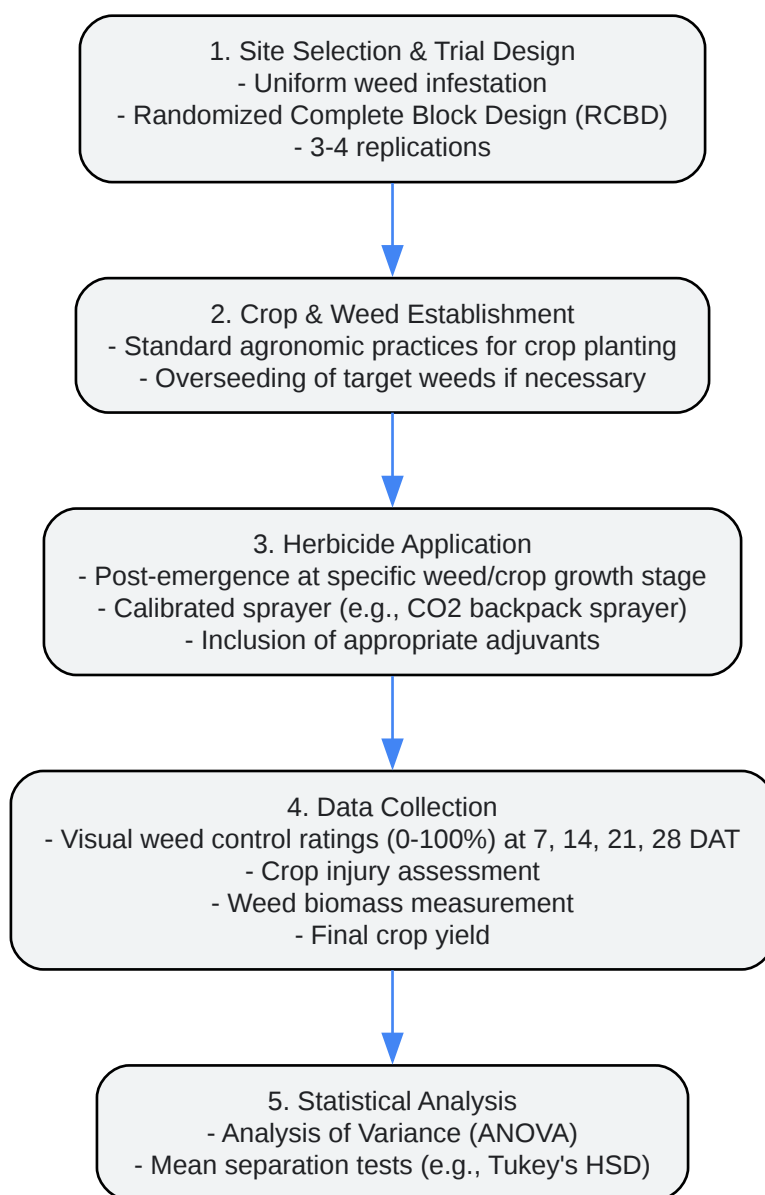 1. Site Selection & Trial Design
- Uniform weed infestation
- Randomized Complete Block Design (RCBD)
- 3-4 replications
2. Crop & Weed Establishment
- Standard agronomic practices for crop planting
- Overseeding of target weeds if necessary
3. Herbicide Application
- Post-emergence at specific weed/crop growth stage
- Calibrated sprayer (e.g., CO2 backpack sprayer)
- Inclusion of appropriate adjuvants
4. Data Collection
- Visual weed control ratings (0-100%) at 7, 14, 21, 28 DAT
- Crop injury assessment
- Weed biomass measurement
- Final crop yield
5. Statistical Analysis
- Analysis of Variance (ANOVA)
- Mean separation tests (e.g., Tukey's HSD)